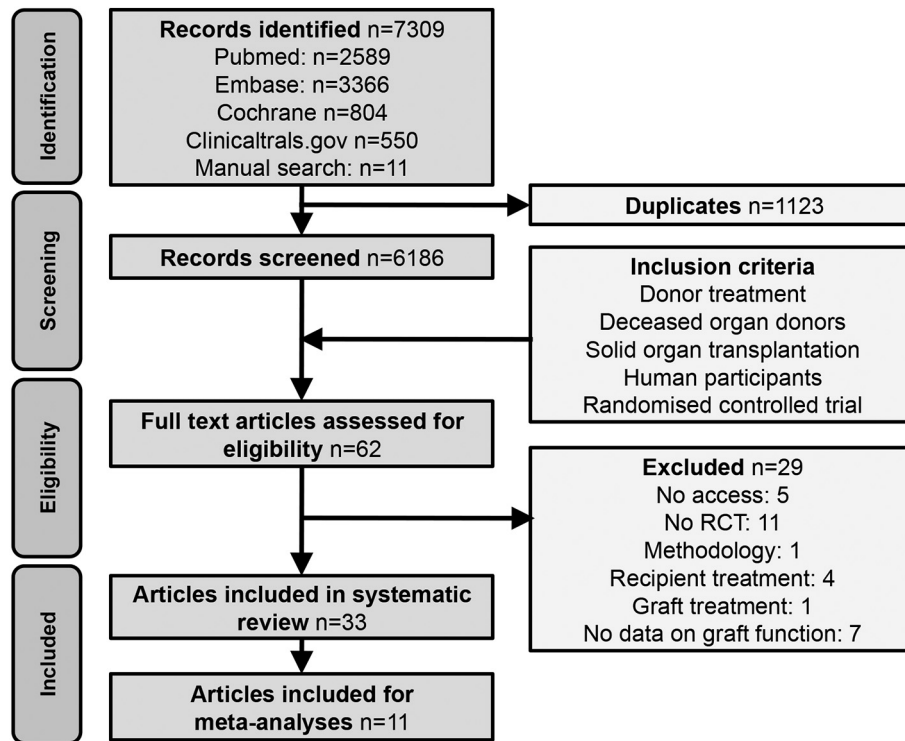 Identification
Records identified n=7309
Pubmed: n=2589
Embase: n=3366
Cochrane n=804
Clinicaltrals.gov n=550
Manual search: n=11
Duplicates n=1123
Screening
Records screened n=6186
Inclusion criteria
Donor treatment
Deceased organ donors
Solid organ transplantation
Human participants
Randomised controlled trial
Eligibility
Full text articles assessed for
eligibility n=62
Excluded n=29
No access: 5
No RCT: 11
Methodology: 1
Recipient treatment: 4
Graft treatment: 1
No data on graft function: 7
Included
Articles included in systematic
review n=33
Articles included for
meta-analyses n=11